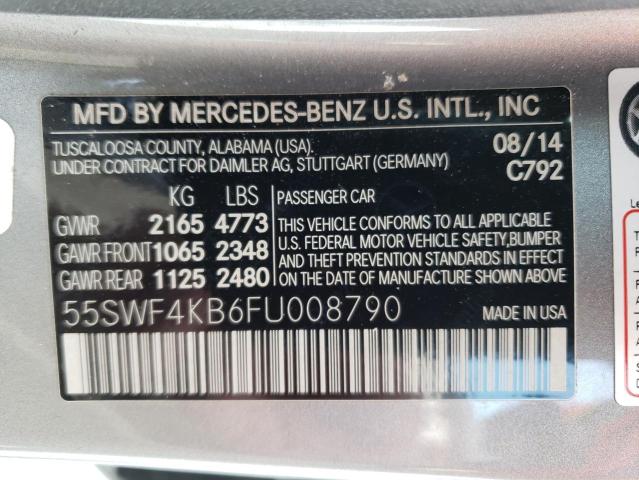 MFD BY MERCEDES-BENZ U.S. INTL., INC
TUSCALOOSA COUNTY, ALABAMA (USA). 08/14
UNDER CONTRACT FOR DAIMLER AG, STUTTGART (GERMANY) C792
KG LBS PASSENGER CAR
GVWR 2165 4773 THIS VEHICLE CONFORMS TO ALL APPLICABLE
GAWR FRONT 1065 2348 U.S. FEDERAL MOTOR VEHICLE SAFETY,BUMPER
GAWR REAR 1125 2480 AND THEFT PREVENTION STANDARDS IN EFFECT
ON THE DATE OF MANUFACTURE SHOWN ABOVE.
55SWF4KB6FU008790 MADE IN USA